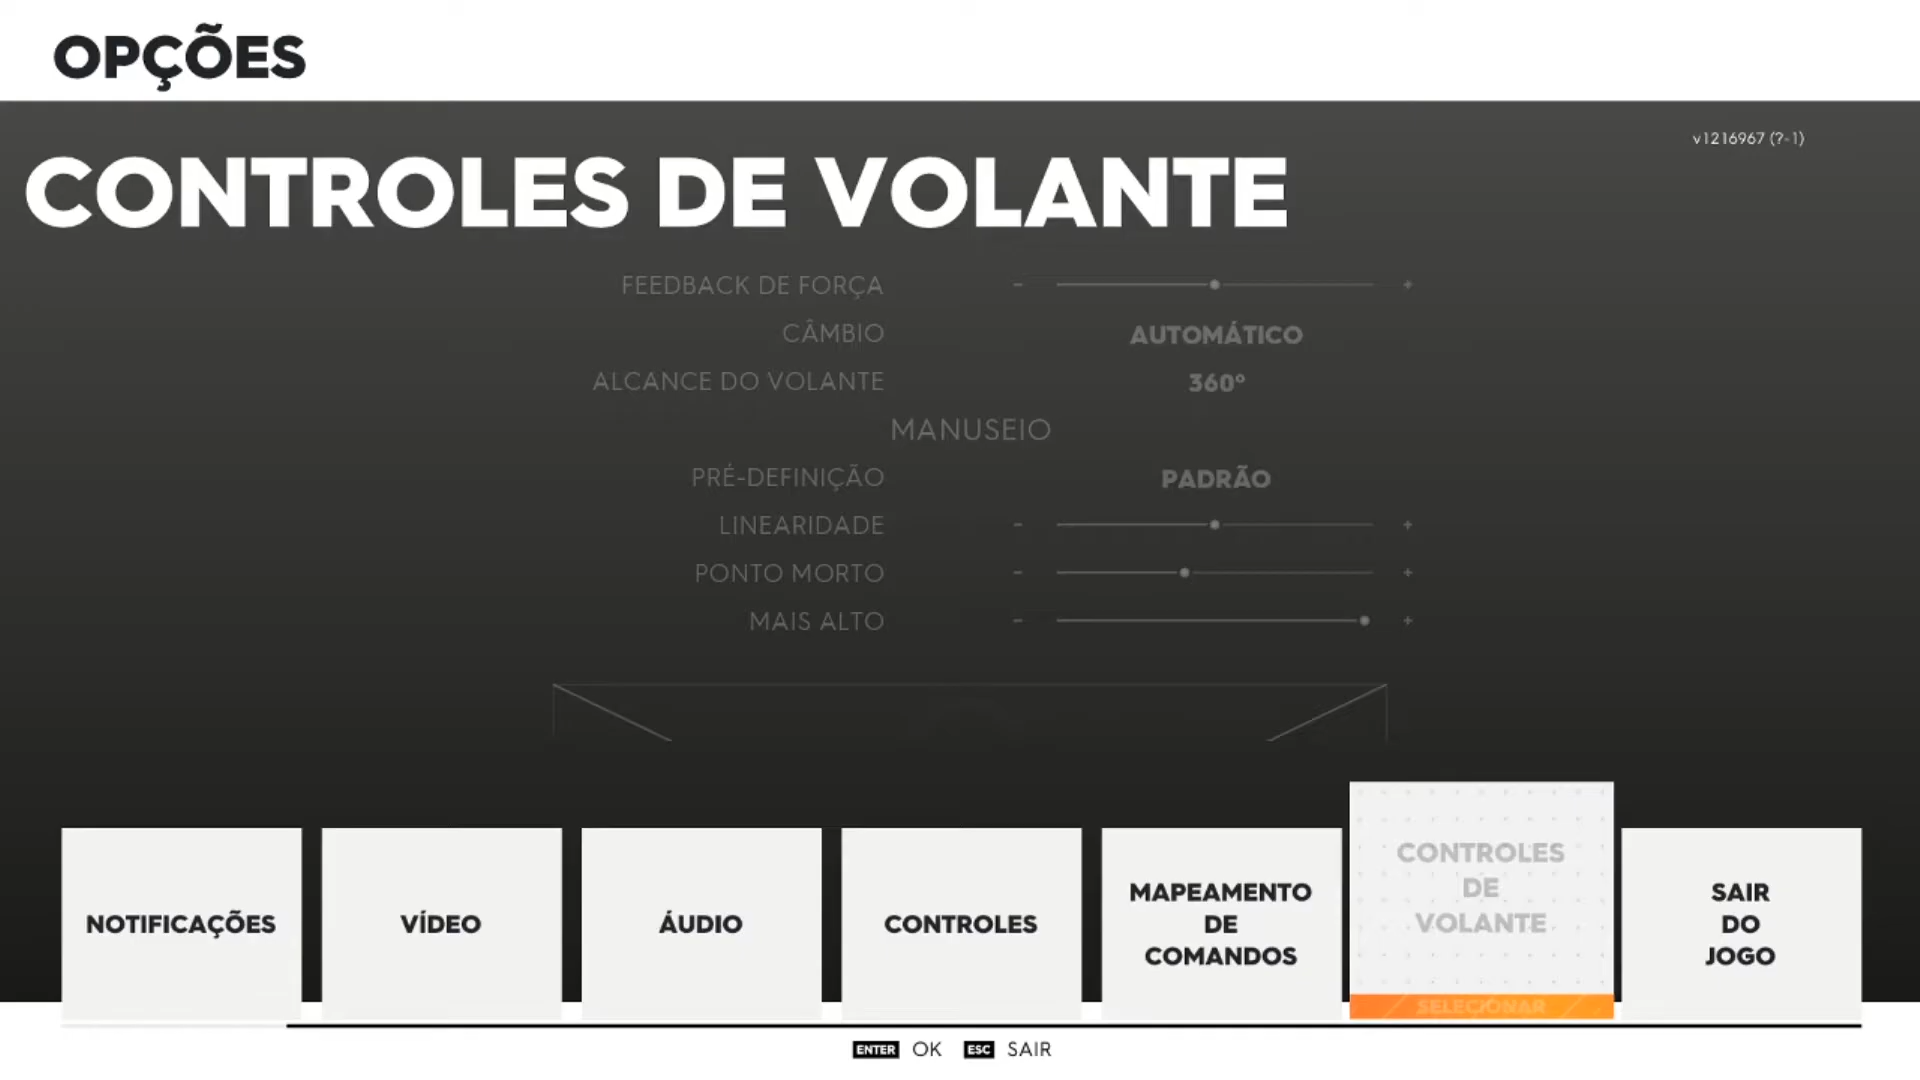 OPÇÕES
v1216967 (?-1)
CONTROLES DE VOLANTE
FEEDBACK DE FORÇA - +
CÂMBIO AUTOMÁTICO
ALCANCE DO VOLANTE 360°
MANUSEIO
PRÉ-DEFINIÇÃO PADRÃO
LINEARIDADE - +
PONTO MORTO - +
MAIS ALTO - +
NOTIFICAÇÕES
VÍDEO
ÁUDIO
CONTROLES
MAPEAMENTO
DE
COMANDOS
CONTROLES
DE
VOLANTE
SELECIONAR
SAIR
DO
JOGO
ENTER OK ESC SAIR